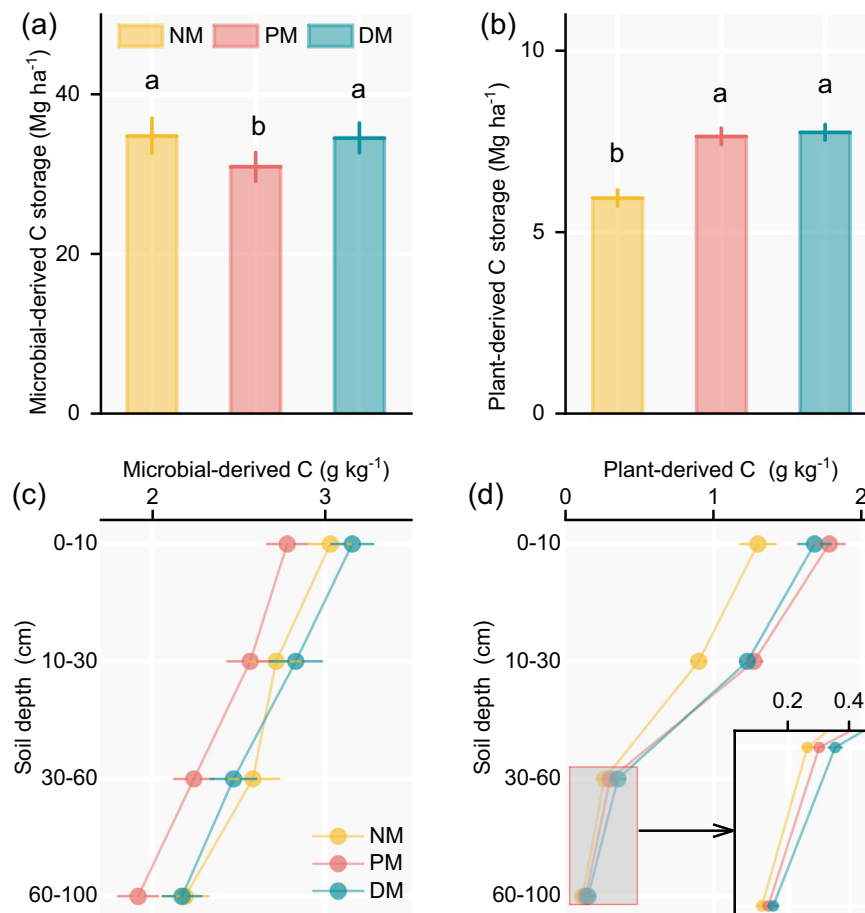 (a)
NM PM DM
Microbial-derived C storage (Mg ha⁻¹)
40
20
0
a
b
a
(b)
Plant-derived C storage (Mg ha⁻¹)
10
5
0
b
a
a
(c)
Microbial-derived C (g kg⁻¹)
2 3
Soil depth (cm)
0-10
10-30
30-60
60-100
NM
PM
DM
(d)
Plant-derived C (g kg⁻¹)
0 1 2
Soil depth (cm)
0-10
10-30
30-60
60-100
0.2 0.4